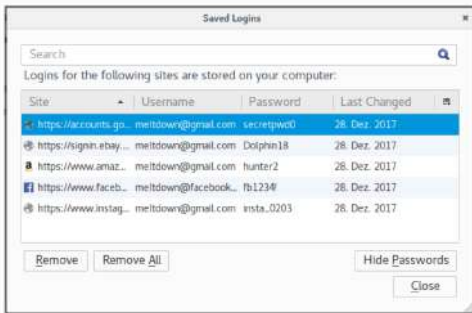 Saved Logins
Search
Logins for the following sites are stored on your computer:
Site Username Password Last Changed
https://accounts.go... meltdown@gmail.com secretpwd0 28. Dez. 2017
https://signin.ebay.... meltdown@gmail.com Dolphin18 28. Dez. 2017
https://www.amaz... meltdown@gmail.com hunter2 28. Dez. 2017
https://www.faceb... meltdown@facebook... fb1234! 28. Dez. 2017
https://www.instag... meltdown@gmail.com insta_0203 28. Dez. 2017
Remove Remove All Hide Passwords
Close